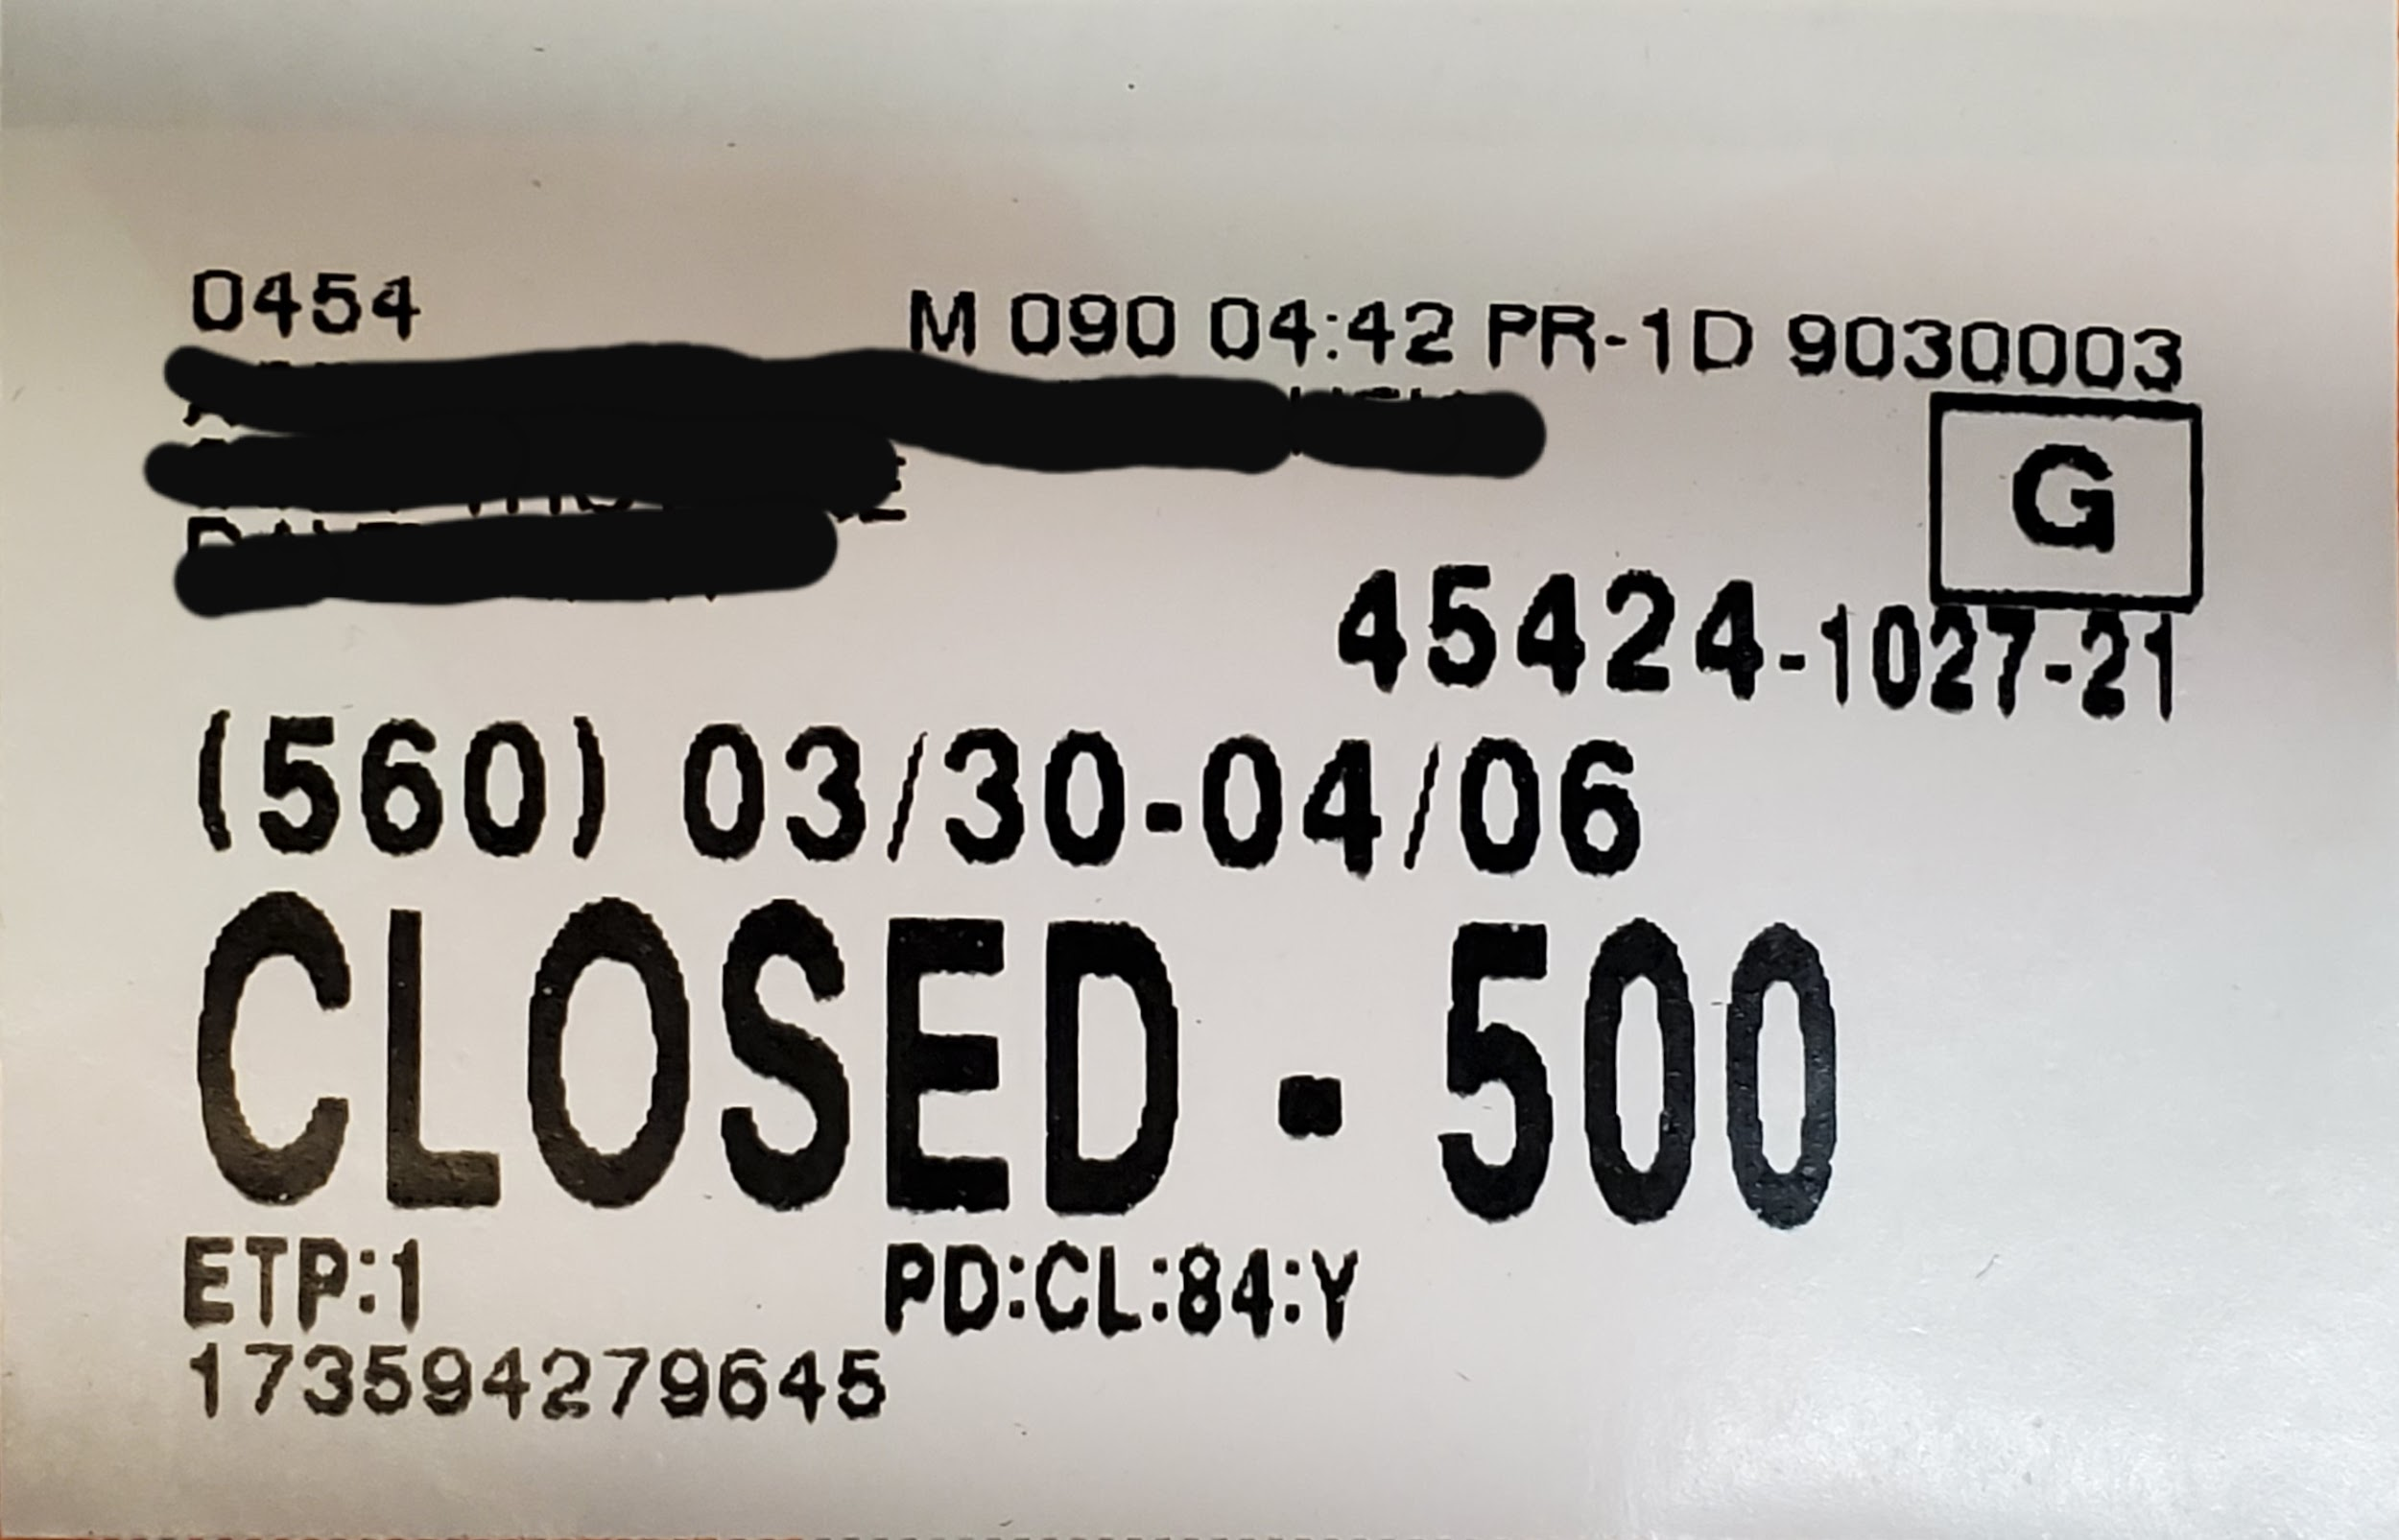 0454
M 090 04:42 PR-1D 9030003
G
45424-1027-21
(560) 03/30-04/06
CLOSED - 500
ETP:1 PD:CL:84:Y
173594279645